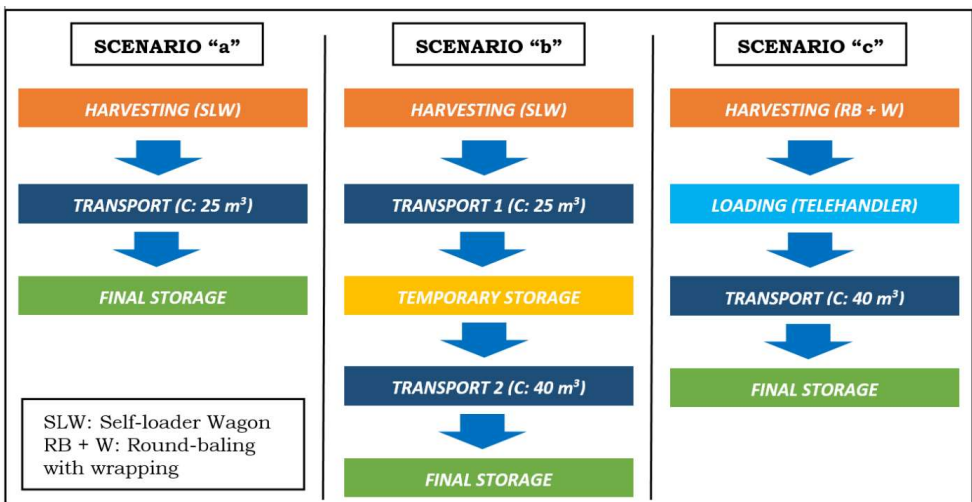 SCENARIO “a”
HARVESTING (SLW)
TRANSPORT (C: 25 m³)
FINAL STORAGE
SLW: Self-loader Wagon
RB + W: Round-baling
with wrapping
SCENARIO “b”
HARVESTING (SLW)
TRANSPORT 1 (C: 25 m³)
TEMPORARY STORAGE
TRANSPORT 2 (C: 40 m³)
FINAL STORAGE
SCENARIO “c”
HARVESTING (RB + W)
LOADING (TELEHANDLER)
TRANSPORT (C: 40 m³)
FINAL STORAGE